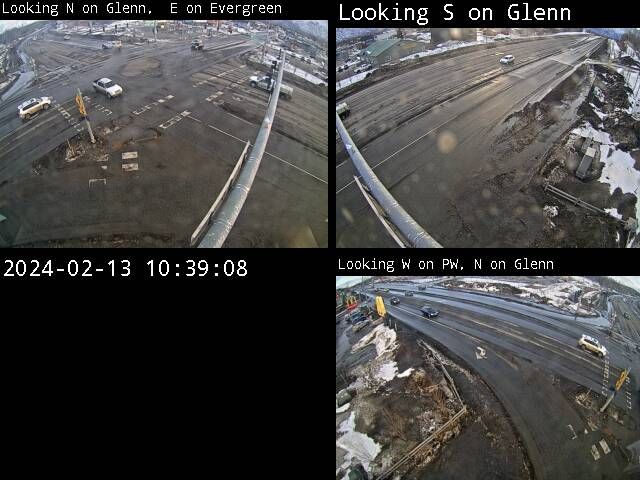 Looking N on Glenn, E on Evergreen
Looking S on Glenn
2024-02-13 10:39:08
Looking W on PW, N on Glenn